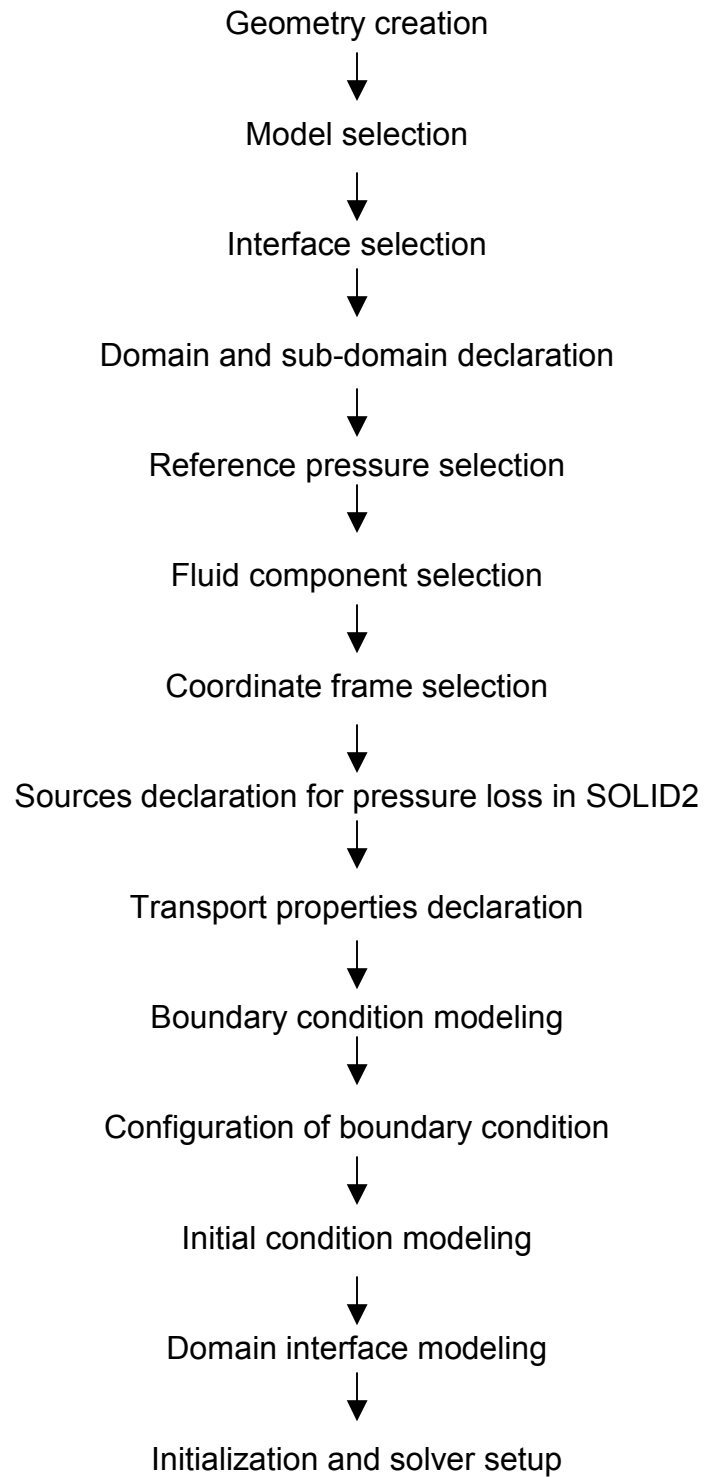 Geometry creation
Model selection
Interface selection
Domain and sub-domain declaration
Reference pressure selection
Fluid component selection
Coordinate frame selection
Sources declaration for pressure loss in SOLID2
Transport properties declaration
Boundary condition modeling
Configuration of boundary condition
Initial condition modeling
Domain interface modeling
Initialization and solver setup